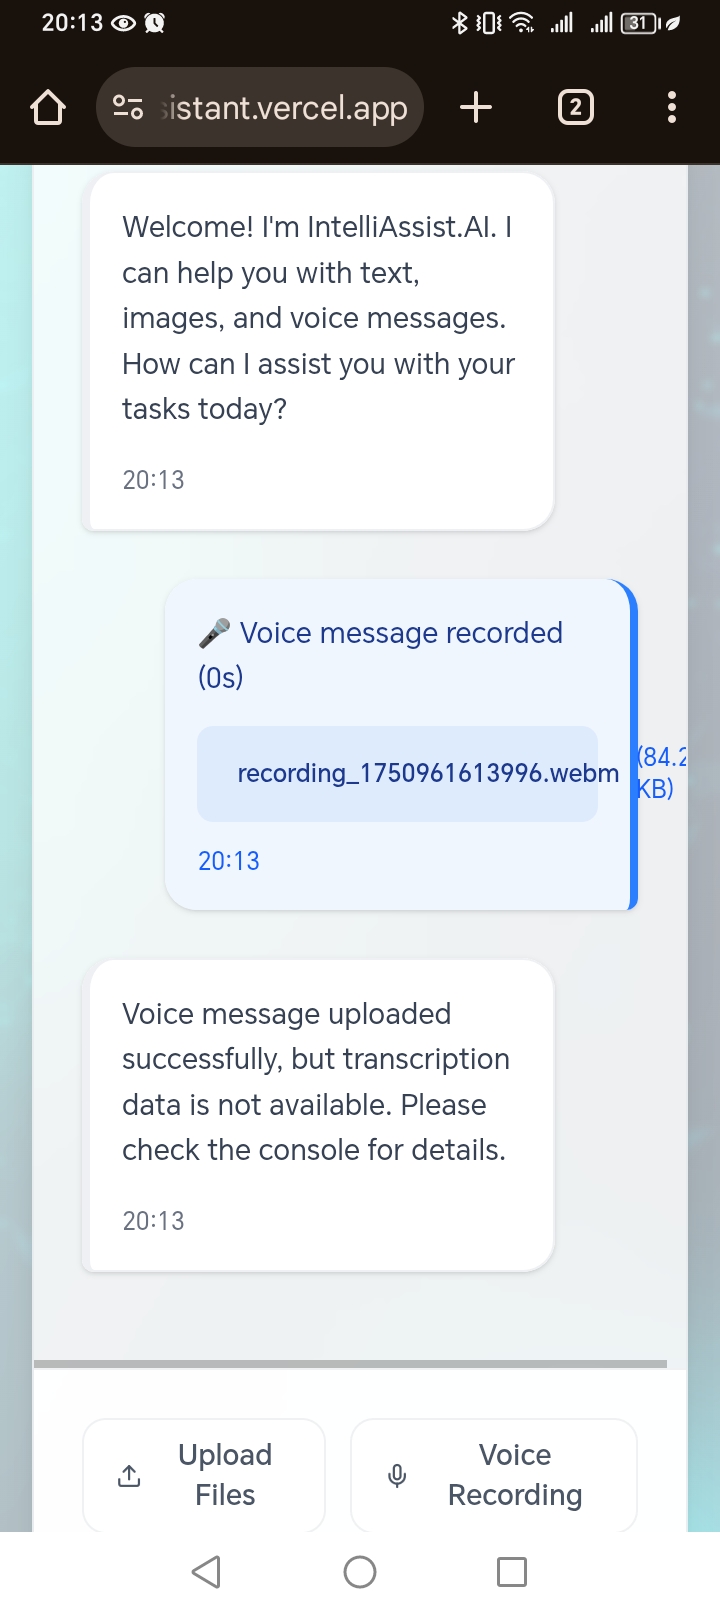 20:13
31
istant.vercel.app
2
Welcome! I'm IntelliAssist.AI. I
can help you with text,
images, and voice messages.
How can I assist you with your
tasks today?
20:13
Voice message recorded
(0s)
recording_1750961613996.webm
(84.2
KB)
20:13
Voice message uploaded
successfully, but transcription
data is not available. Please
check the console for details.
20:13
Upload
Files
Voice
Recording